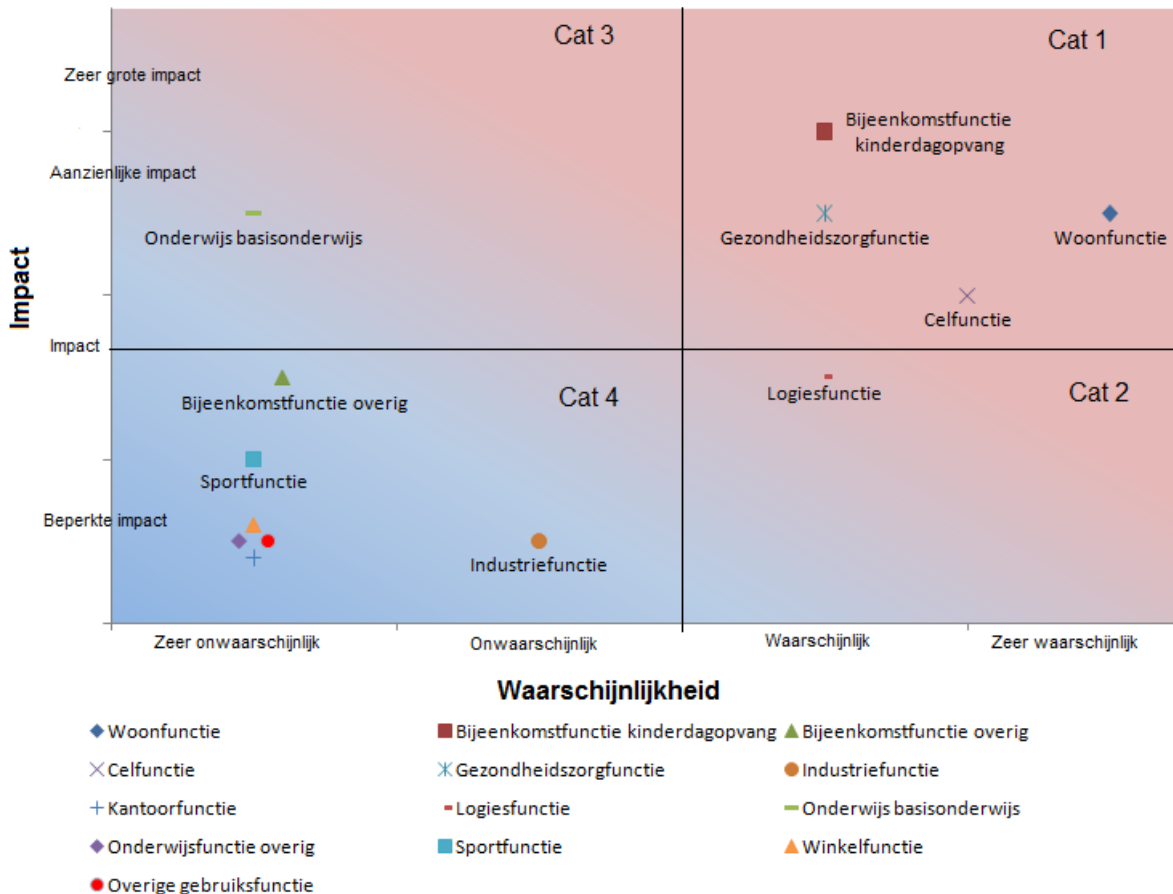 Cat 3
Cat 1
Zeer grote impact
Bijeenkomstfunctie
kinderdagopvang
Aanzienlijke impact
Onderwijs basisonderwijs
Gezondheidszorgfunctie
Woonfunctie
Impact
Celfunctie
Impact
Bijeenkomstfunctie overig
Cat 4
Logiesfunctie
Cat 2
Sportfunctie
Beperkte impact
Industriefunctie
Zeer onwaarschijnlijk
Onwaarschijnlijk
Waarschijnlijk
Zeer waarschijnlijk
Waarschijnlijkheid
Woonfunctie
Bijeenkomstfunctie kinderdagopvang
Bijeenkomstfunctie overig
Celfunctie
Gezondheidszorgfunctie
Industriefunctie
Kantoorfunctie
Logiesfunctie
Onderwijs basisonderwijs
Onderwijsfunctie overig
Sportfunctie
Winkelfunctie
Overige gebruiksfunctie